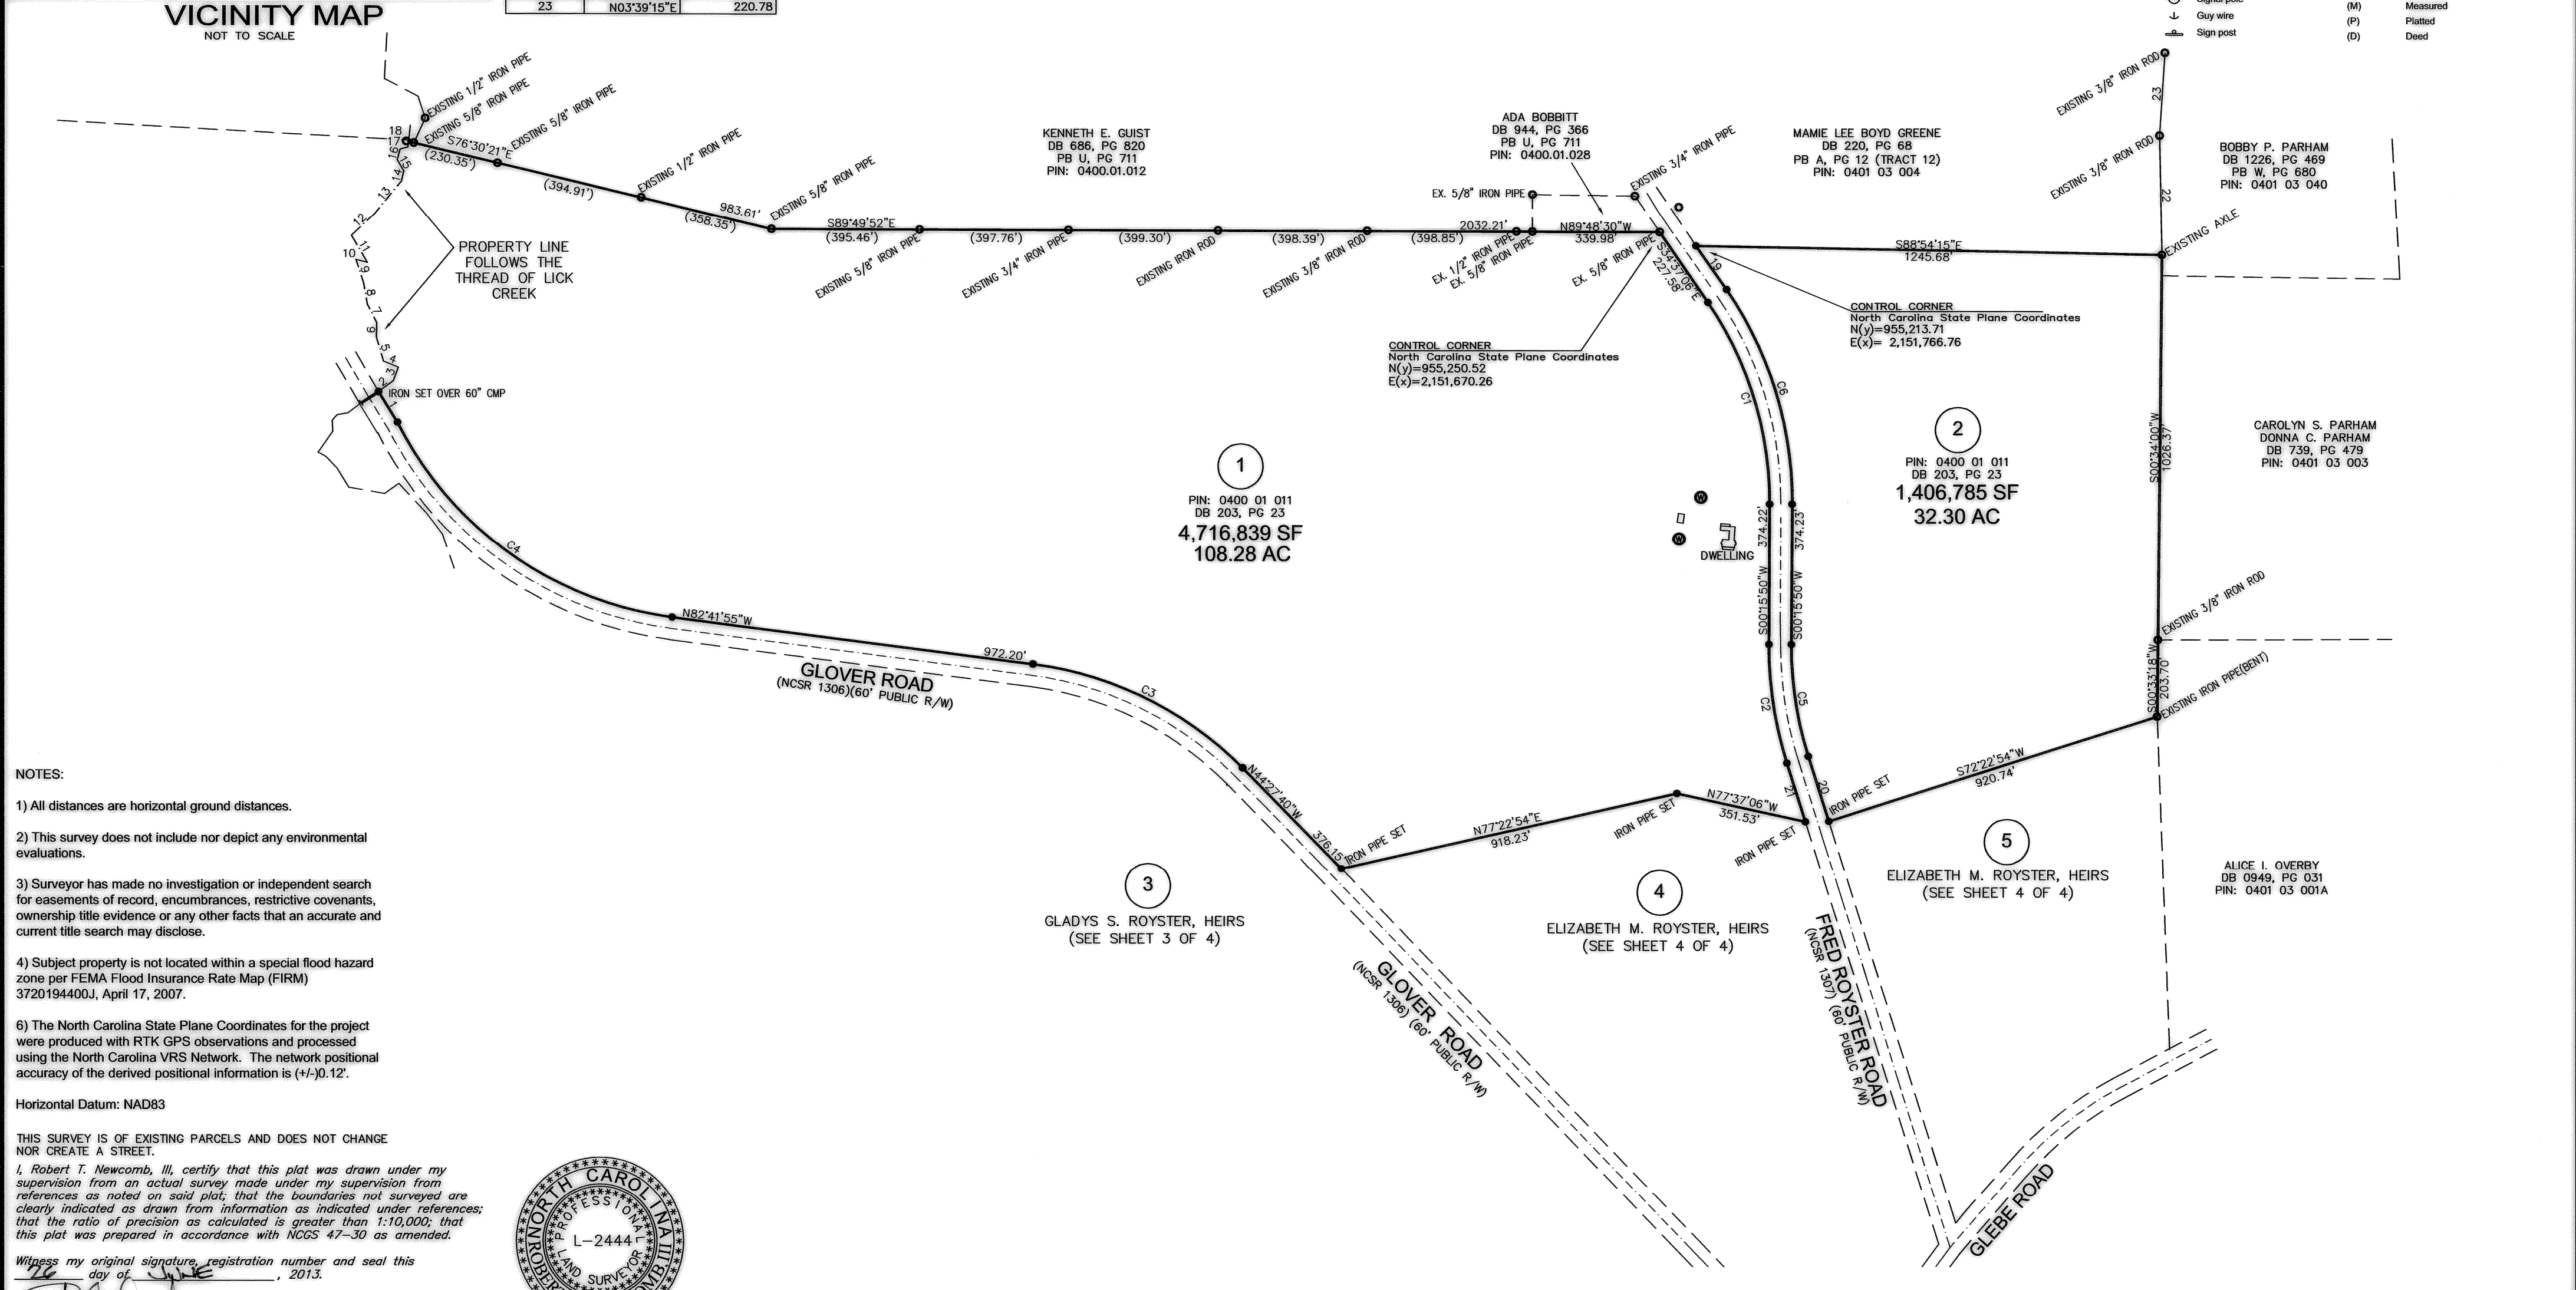 VICINITY MAP
NOT TO SCALE
23 N03°39'15"E 220.78
Guy wire
Sign post
(M) Measured
(P) Platted
(D) Deed
EXISTING 1/2" IRON PIPE
EXISTING 5/8" IRON PIPE
EXISTING 5/8" IRON PIPE
18
17
16
15
14
13
12
11
10
9
8
7
6
5
4
3
2
1
S76°30'21"E
(230.35')
(394.91')
EXISTING 1/2" IRON PIPE
983.61'
(358.35')
EXISTING 5/8" IRON PIPE
KENNETH E. GUIST
DB 686, PG 820
PB U, PG 711
PIN: 0400.01.012
S89°49'52"E
(395.46')
(397.76')
(399.30')
(398.39')
(398.85')
2032.21'
EXISTING 5/8" IRON PIPE
EXISTING 3/4" IRON PIPE
EXISTING IRON ROD
EXISTING 3/8" IRON ROD
EX. 1/2" IRON PIPE
EX. 5/8" IRON PIPE
EX. 5/8" IRON PIPE
ADA BOBBITT
DB 944, PG 366
PB U, PG 711
PIN: 0400.01.028
EX. 5/8" IRON PIPE
EXISTING 3/4" IRON PIPE
N89°48'30"W
339.98'
S34°37'06"E
227.58'
19
MAMIE LEE BOYD GREENE
DB 220, PG 68
PB A, PG 12 (TRACT 12)
PIN: 0401 03 004
S88°54'15"E
1245.68'
EXISTING 3/8" IRON ROD
23
EXISTING 3/8" IRON ROD
22
EXISTING AXLE
BOBBY P. PARHAM
DB 1226, PG 469
PB W, PG 680
PIN: 0401 03 040
PROPERTY LINE
FOLLOWS THE
THREAD OF LICK
CREEK
IRON SET OVER 60" CMP
CONTROL CORNER
North Carolina State Plane Coordinates
N(y)=955,213.71
E(x)= 2,151,766.76
CONTROL CORNER
North Carolina State Plane Coordinates
N(y)=955,250.52
E(x)=2,151,670.26
C1
C6
1
PIN: 0400 01 011
DB 203, PG 23
4,716,839 SF
108.28 AC
2
PIN: 0400 01 011
DB 203, PG 23
1,406,785 SF
32.30 AC
S00°34'00"W
1026.37'
CAROLYN S. PARHAM
DONNA C. PARHAM
DB 739, PG 479
PIN: 0401 03 003
W
W
DWELLING
374.22'
S00°15'50"W
374.23'
S00°15'50"W
C4
N82°41'55"W
972.20'
GLOVER ROAD
(NCSR 1306)(60' PUBLIC R/W)
C3
C2
C5
EXISTING 3/8" IRON ROD
S00°33'18"W
203.70'
EXISTING IRON PIPE(BENT)
N44°27'40"W
376.15'
IRON PIPE SET
N77°22'54"E
918.23'
IRON PIPE SET
N77°37'06"W
351.53'
IRON PIPE SET
21
20
IRON PIPE SET
S72°22'54"W
920.74'
3
GLADYS S. ROYSTER, HEIRS
(SEE SHEET 3 OF 4)
4
ELIZABETH M. ROYSTER, HEIRS
(SEE SHEET 4 OF 4)
5
ELIZABETH M. ROYSTER, HEIRS
(SEE SHEET 4 OF 4)
ALICE I. OVERBY
DB 0949, PG 031
PIN: 0401 03 001A
GLOVER ROAD
(NCSR 1306) (60' PUBLIC R/W)
FRED ROYSTER ROAD
(NCSR 1307) (60' PUBLIC R/W)
GLEBE ROAD
NOTES:
1) All distances are horizontal ground distances.
2) This survey does not include nor depict any environmental
evaluations.
3) Surveyor has made no investigation or independent search
for easements of record, encumbrances, restrictive covenants,
ownership title evidence or any other facts that an accurate and
current title search may disclose.
4) Subject property is not located within a special flood hazard
zone per FEMA Flood Insurance Rate Map (FIRM)
3720194400J, April 17, 2007.
6) The North Carolina State Plane Coordinates for the project
were produced with RTK GPS observations and processed
using the North Carolina VRS Network. The network positional
accuracy of the derived positional information is (+/-)0.12'.
Horizontal Datum: NAD83
THIS SURVEY IS OF EXISTING PARCELS AND DOES NOT CHANGE
NOR CREATE A STREET.
I, Robert T. Newcomb, III, certify that this plat was drawn under my
supervision from an actual survey made under my supervision from
references as noted on said plat; that the boundaries not surveyed are
clearly indicated as drawn from information as indicated under references;
that the ratio of precision as calculated is greater than 1:10,000; that
this plat was prepared in accordance with NCGS 47-30 as amended.
Witness my original signature, registration number and seal this
26 day of JUNE, 2013.
NORTH CAROLINA
PROFESSIONAL
L-2444
LAND SURVEYOR